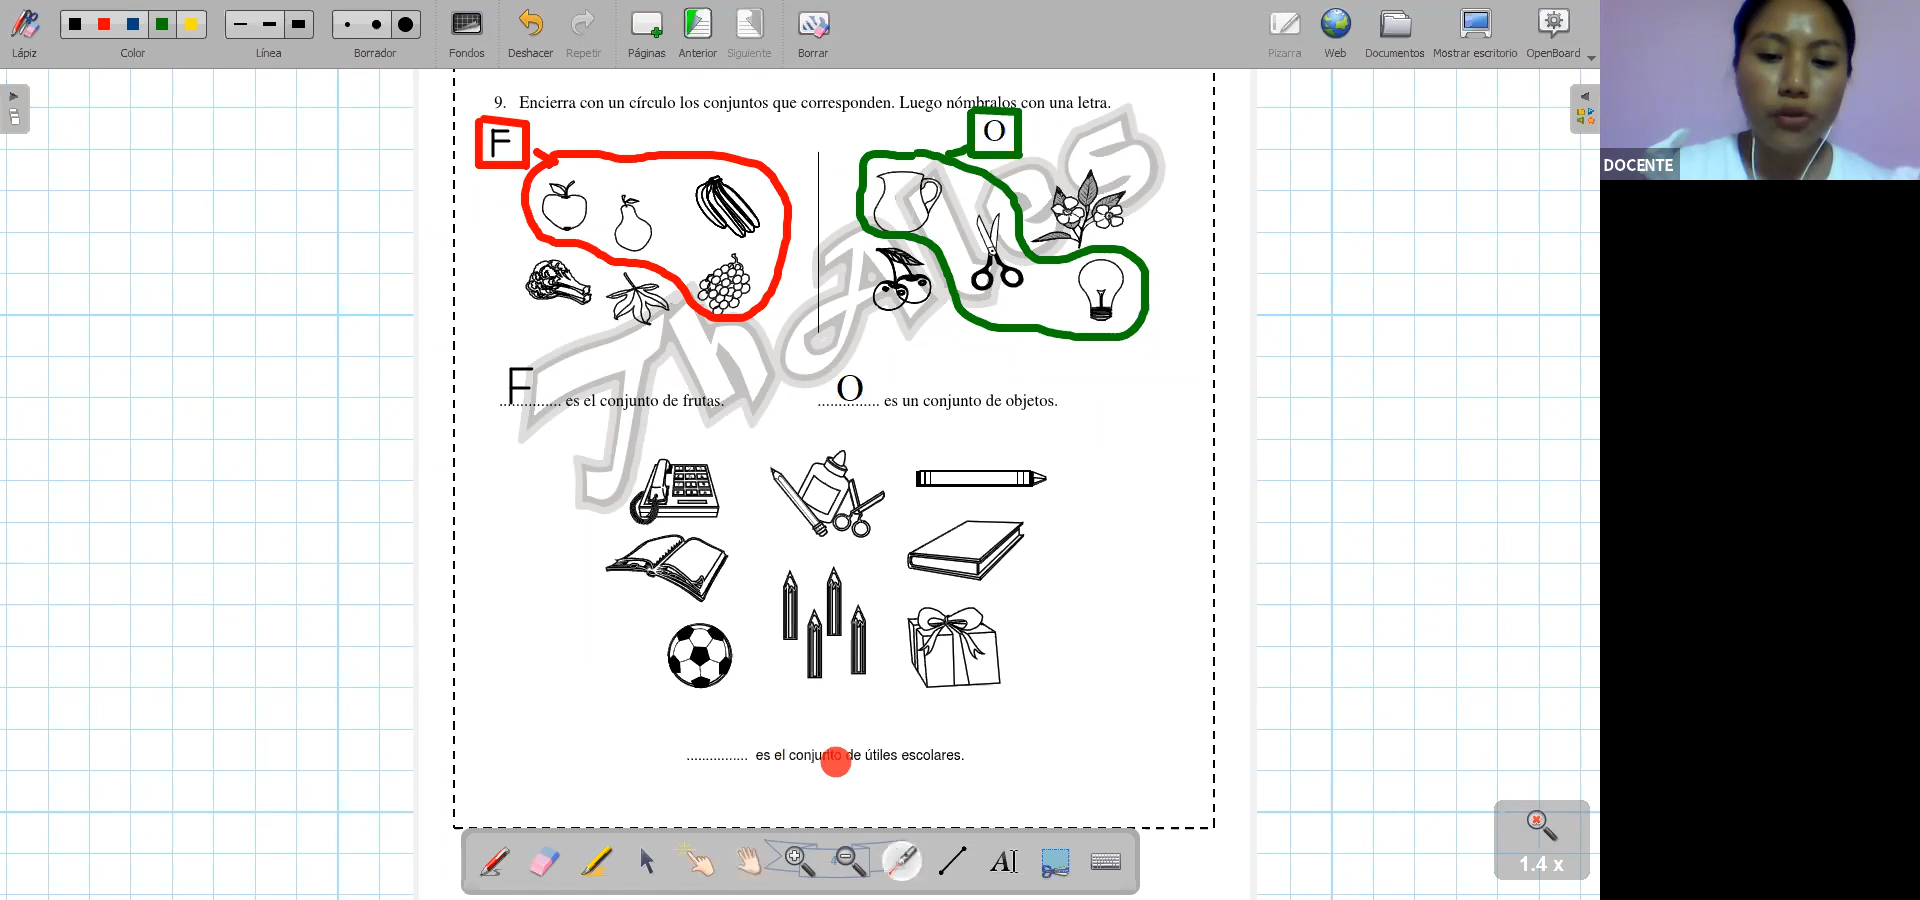 Lápiz
Color
Línea
Borrador
Fondos
Deshacer
Repetir
Páginas
Anterior
Siguiente
Borrar
Pizarra
Web
Documentos
Mostrar escritorio
OpenBoard
DOCENTE
9. Encierra con un círculo los conjuntos que corresponden. Luego nómbralos con una letra.
F
O
Thales
F
............... es el conjunto de frutas.
O
............... es un conjunto de objetos.
................ es el conjunto de útiles escolares.
AI
1.4 x